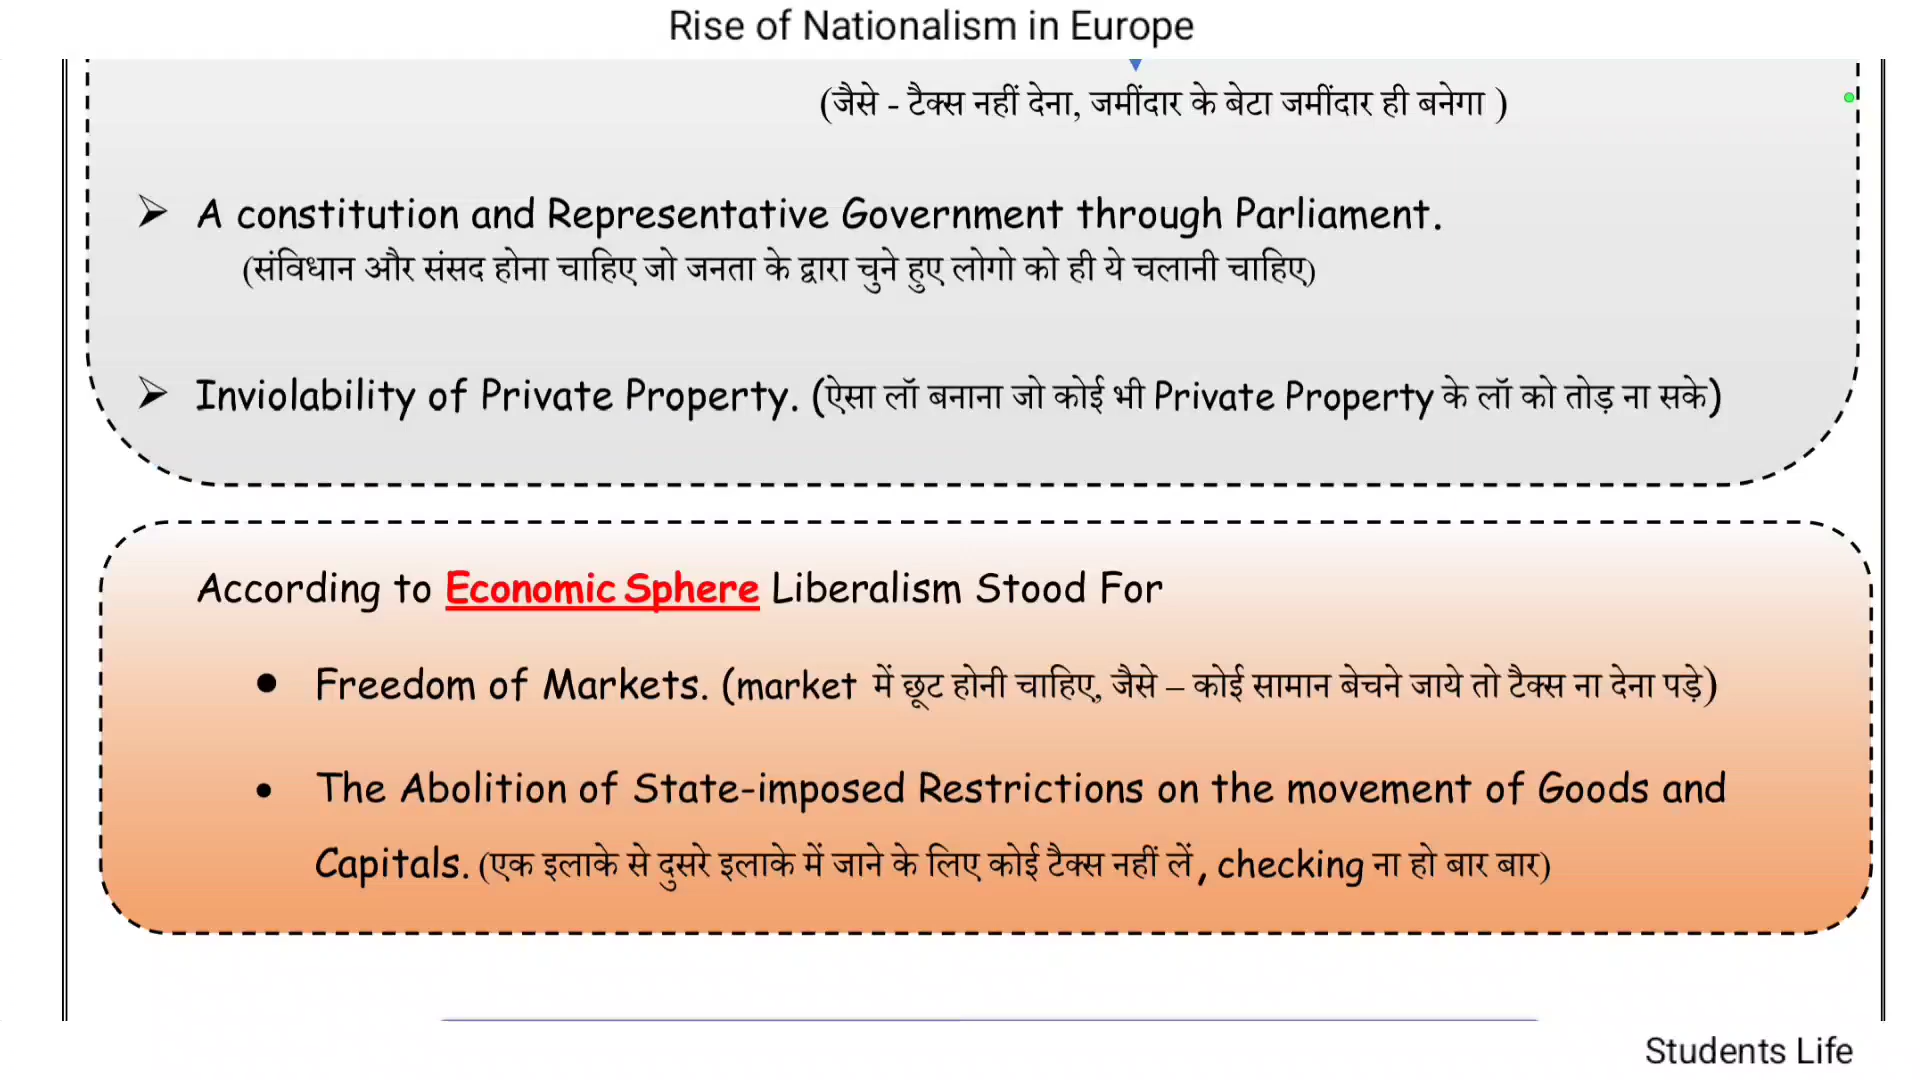 Rise of Nationalism in Europe
(जैसे - टैक्स नहीं देना, जमींदार के बेटा जमींदार ही बनेगा )
➢ A constitution and Representative Government through Parliament.
(संविधान और संसद होना चाहिए जो जनता के द्वारा चुने हुए लोगो को ही ये चलानी चाहिए)
➢ Inviolability of Private Property. (ऐसा लॉ बनाना जो कोई भी Private Property के लॉ को तोड़ ना सके)
According to Economic Sphere Liberalism Stood For
● Freedom of Markets. (market में छूट होनी चाहिए, जैसे – कोई सामान बेचने जाये तो टैक्स ना देना पड़े)
• The Abolition of State-imposed Restrictions on the movement of Goods and
Capitals. (एक इलाके से दुसरे इलाके में जाने के लिए कोई टैक्स नहीं लें, checking ना हो बार बार)
Students Life